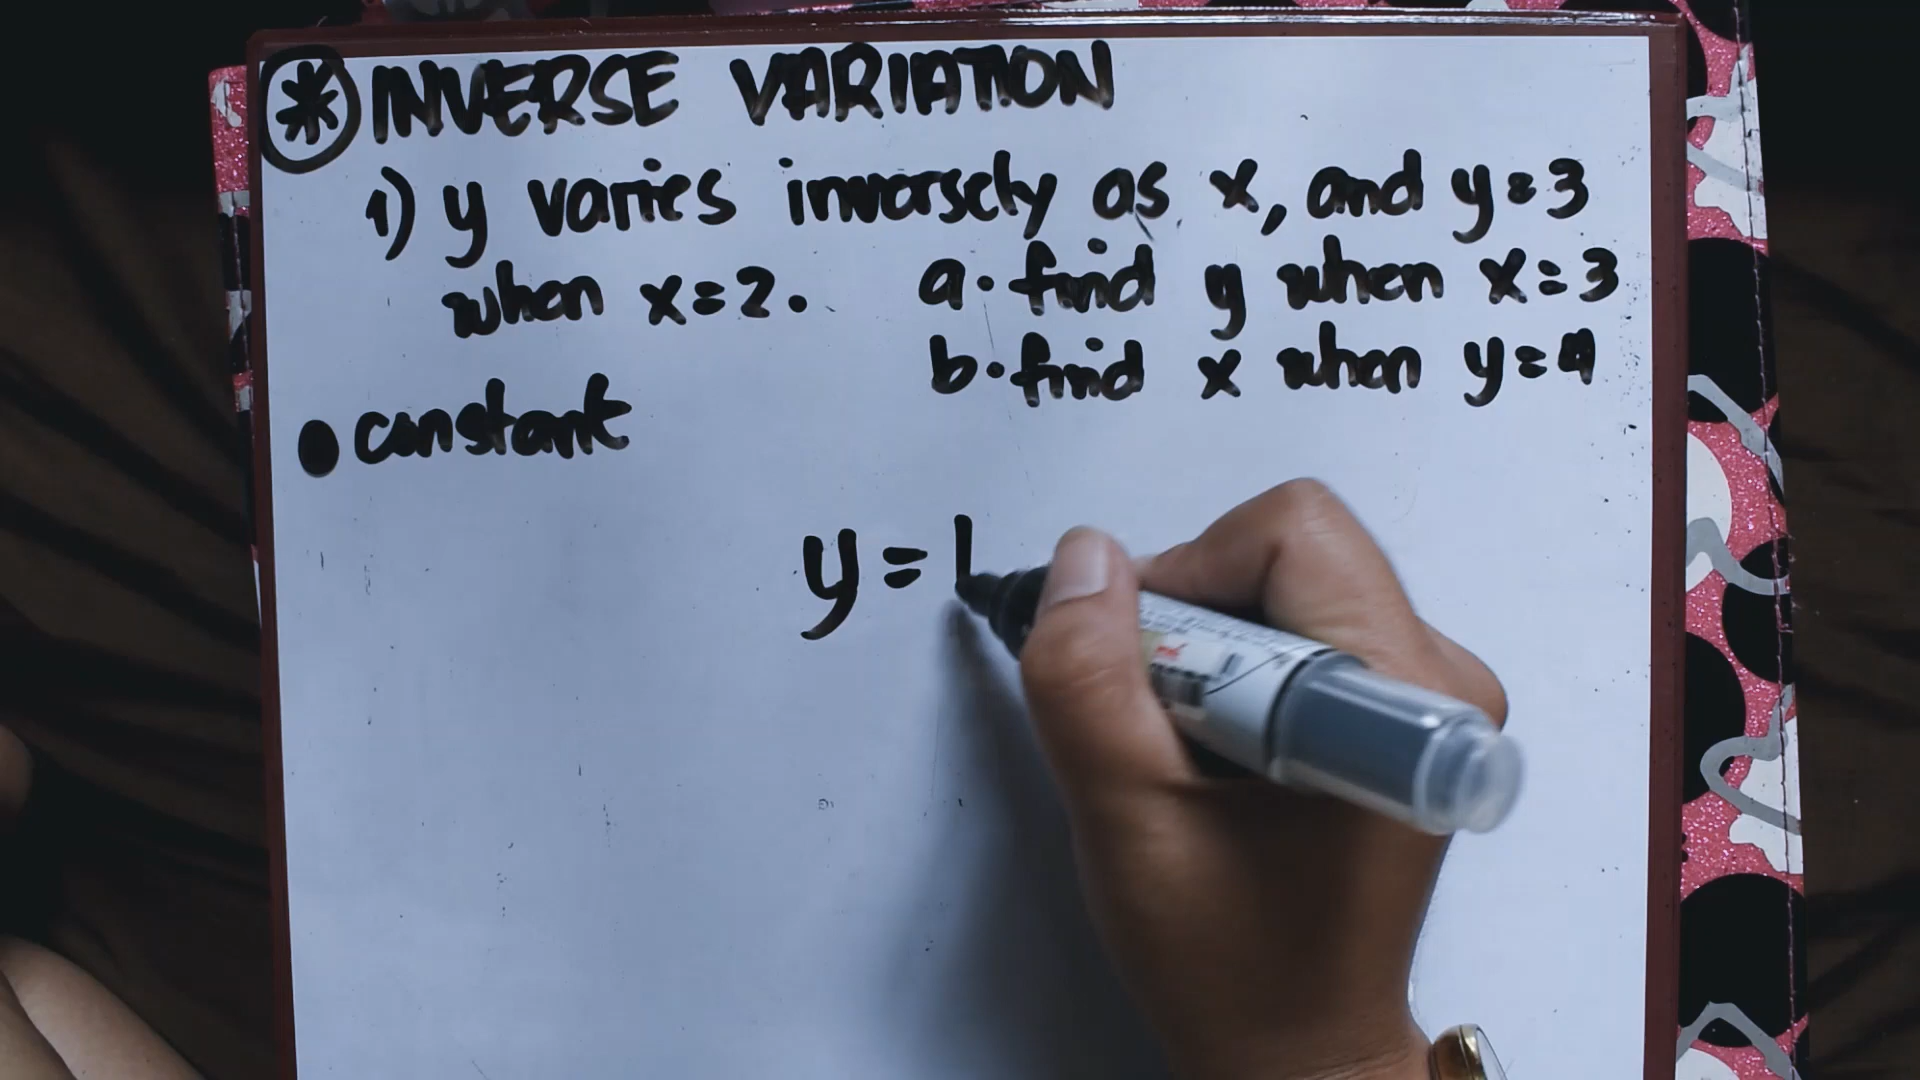 * INVERSE VARIATION
1) y varies inversely as x, and y=3
when x=2.
a. find y when x=3
b. find x when y=4
● constant
y =